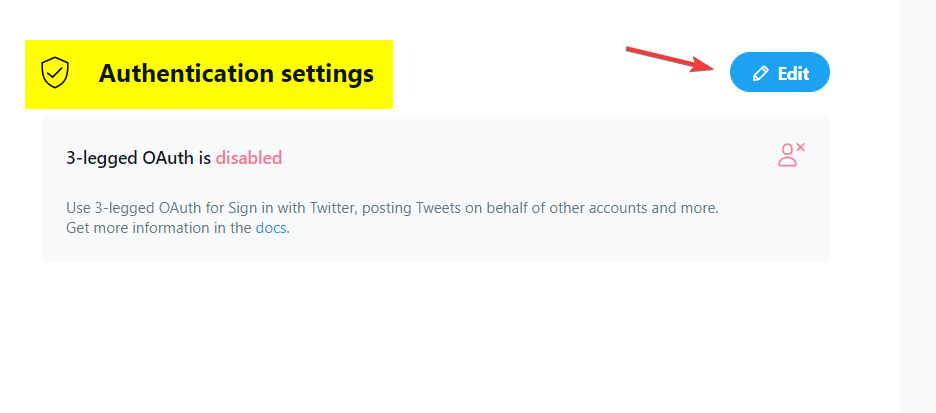 Authentication settings
Edit
3-legged OAuth is disabled
Use 3-legged OAuth for Sign in with Twitter, posting Tweets on behalf of other accounts and more.
Get more information in the docs.